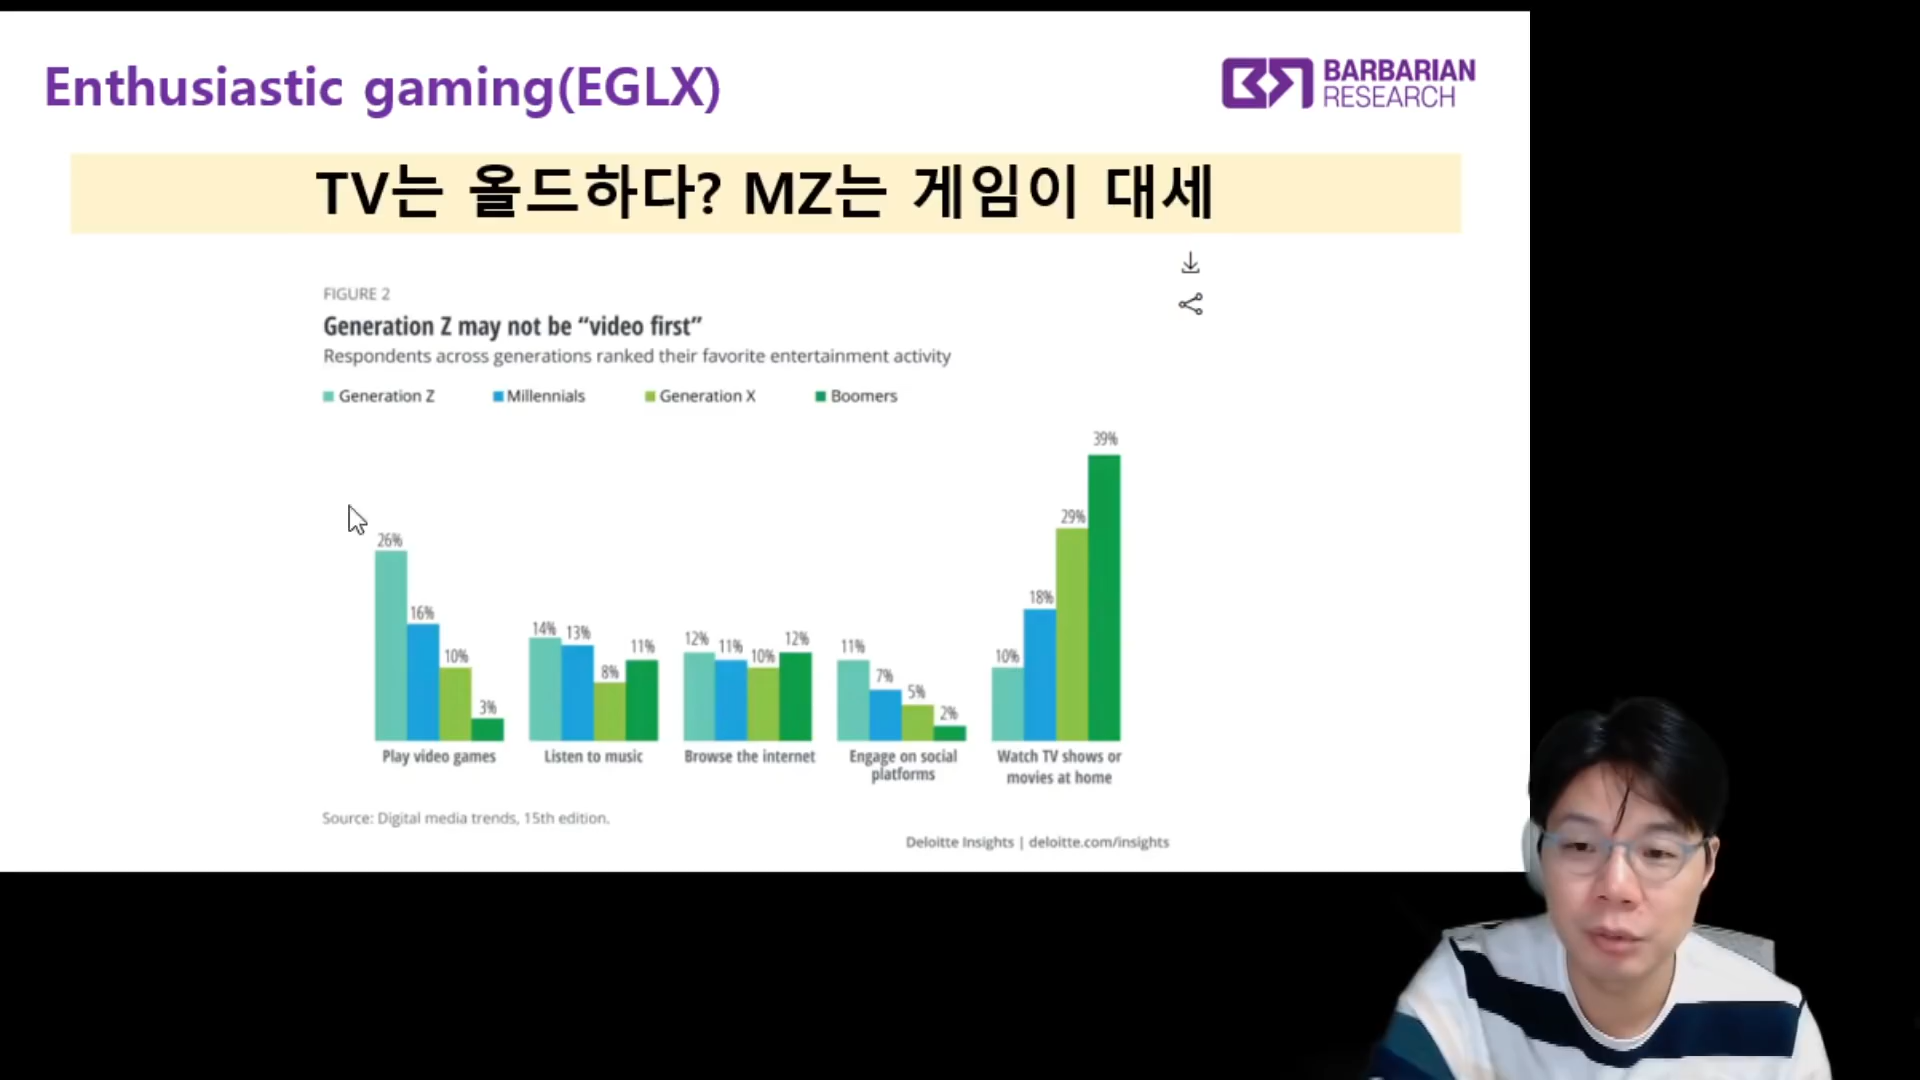 Enthusiastic gaming(EGLX)
BARBARIAN
RESEARCH
TV는 올드하다? MZ는 게임이 대세
FIGURE 2
Generation Z may not be “video first”
Respondents across generations ranked their favorite entertainment activity
Generation Z Millennials Generation X Boomers
26% 16% 10% 3%
14% 13% 8% 11%
12% 11% 10% 12%
11% 7% 5% 2%
10% 18% 29% 39%
Play video games
Listen to music
Browse the internet
Engage on social
platforms
Watch TV shows or
movies at home
Source: Digital media trends, 15th edition.
Deloitte Insights | deloitte.com/insights